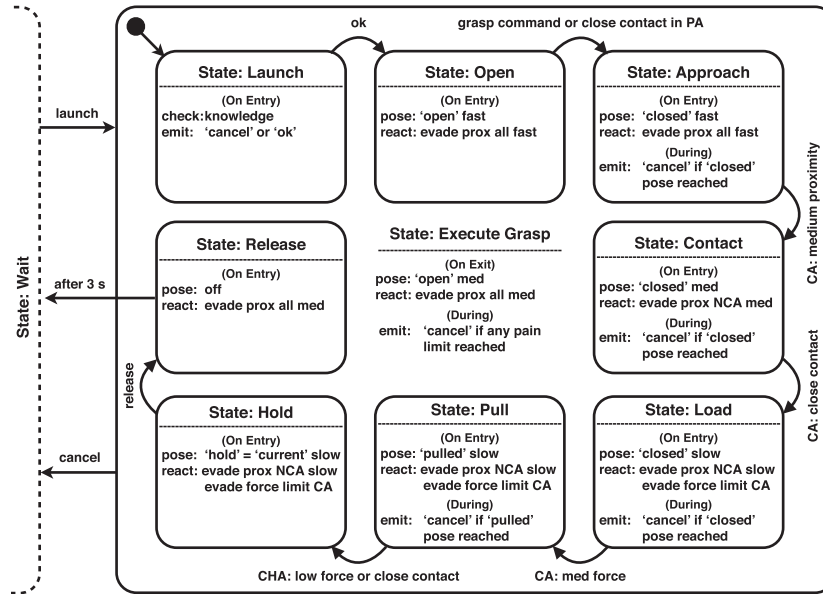 ok
grasp command or close contact in PA
State: Launch
(On Entry)
check:knowledge
emit: ‘cancel’ or ‘ok’
State: Open
(On Entry)
pose: ‘open’ fast
react: evade prox all fast
State: Approach
(On Entry)
pose: ‘closed’ fast
react: evade prox all fast
(During)
emit: ‘cancel’ if ‘closed’
pose reached
launch
CA: medium proximity
State: Wait
after 3 s
State: Release
(On Entry)
pose: off
react: evade prox all med
State: Execute Grasp
(On Exit)
pose: ‘open’ med
react: evade prox all med
(During)
emit: ‘cancel’ if any pain
limit reached
State: Contact
(On Entry)
pose: ‘closed’ med
react: evade prox NCA med
(During)
emit: ‘cancel’ if ‘closed’
pose reached
release
CA: close contact
cancel
State: Hold
(On Entry)
pose: ‘hold’ = ‘current’ slow
react: evade prox NCA slow
evade force limit CA
State: Pull
(On Entry)
pose: ‘pulled’ slow
react: evade prox NCA slow
evade force limit CA
(During)
emit: ‘cancel’ if ‘pulled’
pose reached
State: Load
(On Entry)
pose: ‘closed’ slow
react: evade prox NCA slow
evade force limit CA
(During)
emit: ‘cancel’ if ‘closed’
pose reached
CHA: low force or close contact
CA: med force